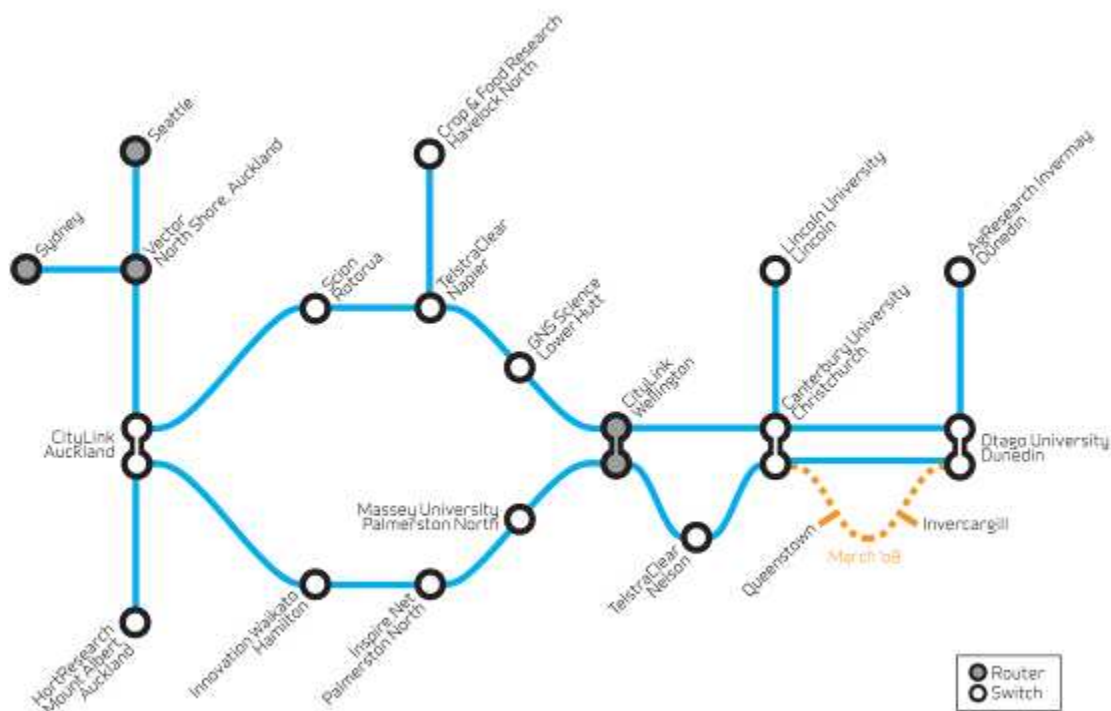 Seattle
Sydney
Vector
North Shore, Auckland
Crop & Food Research
Havelock North
Scion
Rotorua
TelstraClear
Napier
GNS Science
Lower Hutt
CityLink
Wellington
Lincoln University
Lincoln
Canterbury University
Christchurch
AgResearch Invermay
Dunedin
CityLink
Auckland
Otago University
Dunedin
Massey University
Palmerston North
TelstraClear
Nelson
Queenstown
Invercargill
March '08
HortResearch
Mount Albert
Auckland
Innovation Waikato
Hamilton
Inspire Net
Palmerston North
Router
Switch